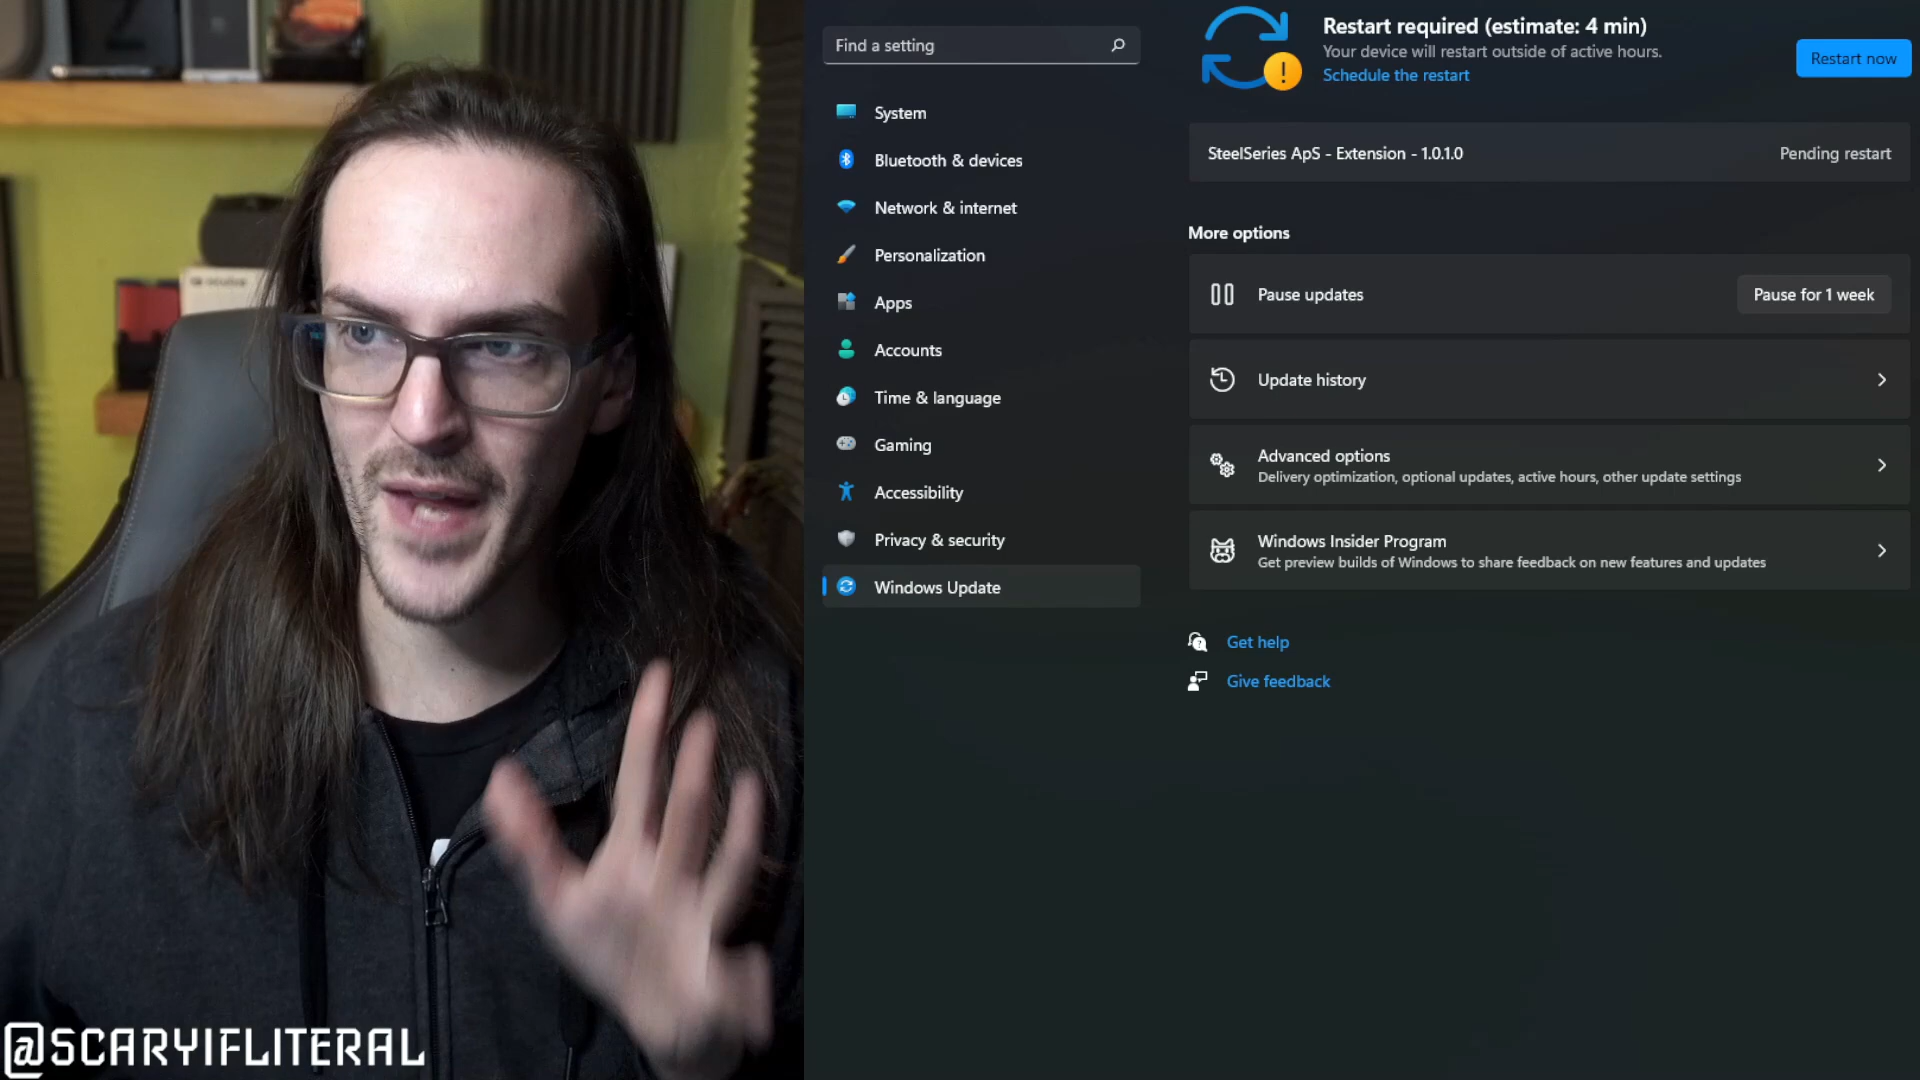 Find a setting
System
Bluetooth & devices
Network & internet
Personalization
Apps
Accounts
Time & language
Gaming
Accessibility
Privacy & security
Windows Update
Restart required (estimate: 4 min)
Your device will restart outside of active hours.
Schedule the restart
Restart now
SteelSeries ApS - Extension - 1.0.1.0
Pending restart
More options
Pause updates
Pause for 1 week
Update history
Advanced options
Delivery optimization, optional updates, active hours, other update settings
Windows Insider Program
Get preview builds of Windows to share feedback on new features and updates
Get help
Give feedback
@SCARYIFLITERAL